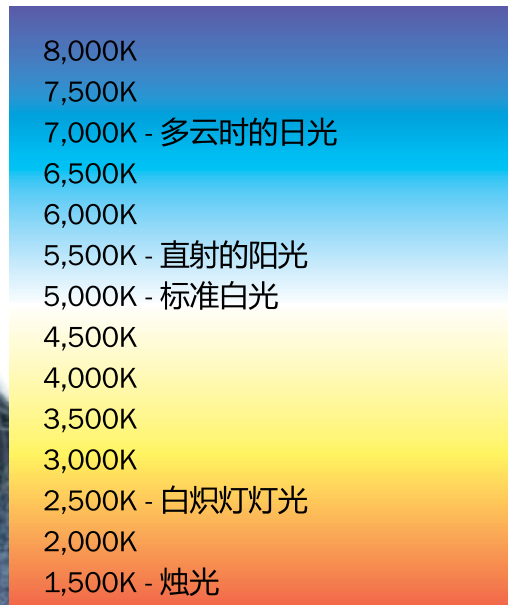 8,000K
7,500K
7,000K - 多云时的日光
6,500K
6,000K
5,500K - 直射的阳光
5,000K - 标准白光
4,500K
4,000K
3,500K
3,000K
2,500K - 白炽灯灯光
2,000K
1,500K - 烛光